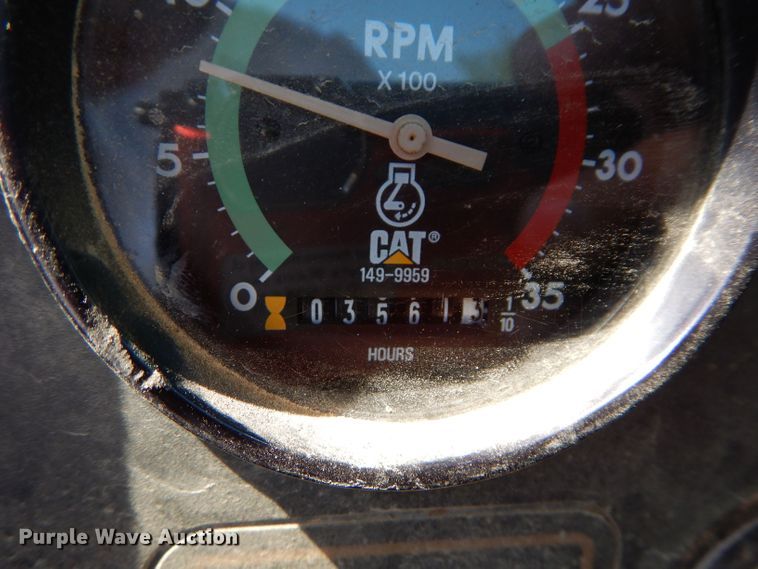 25
RPM
X 100
5
30
CAT®
149-9959
0
35
0 3 5 6 1 3 1/10
HOURS
Purple Wave Auction